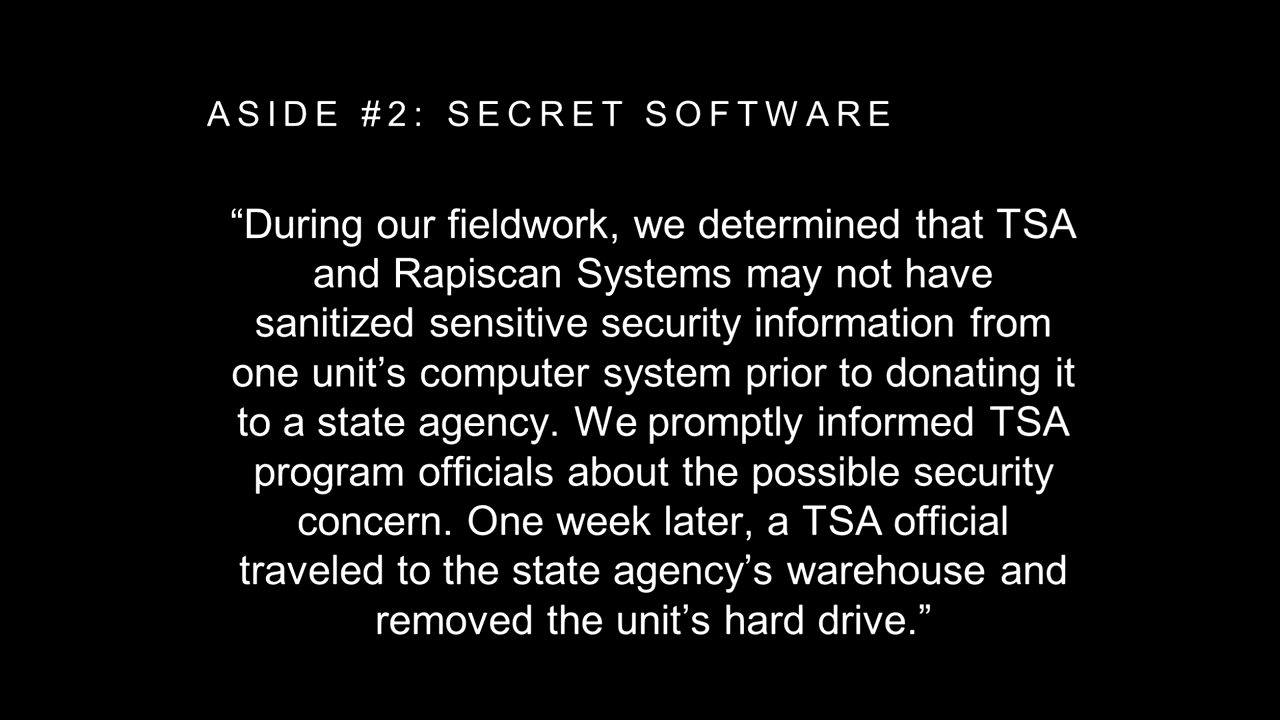 ASIDE #2: SECRET SOFTWARE
“During our fieldwork, we determined that TSA
and Rapiscan Systems may not have
sanitized sensitive security information from
one unit’s computer system prior to donating it
to a state agency. We promptly informed TSA
program officials about the possible security
concern. One week later, a TSA official
traveled to the state agency’s warehouse and
removed the unit’s hard drive.”